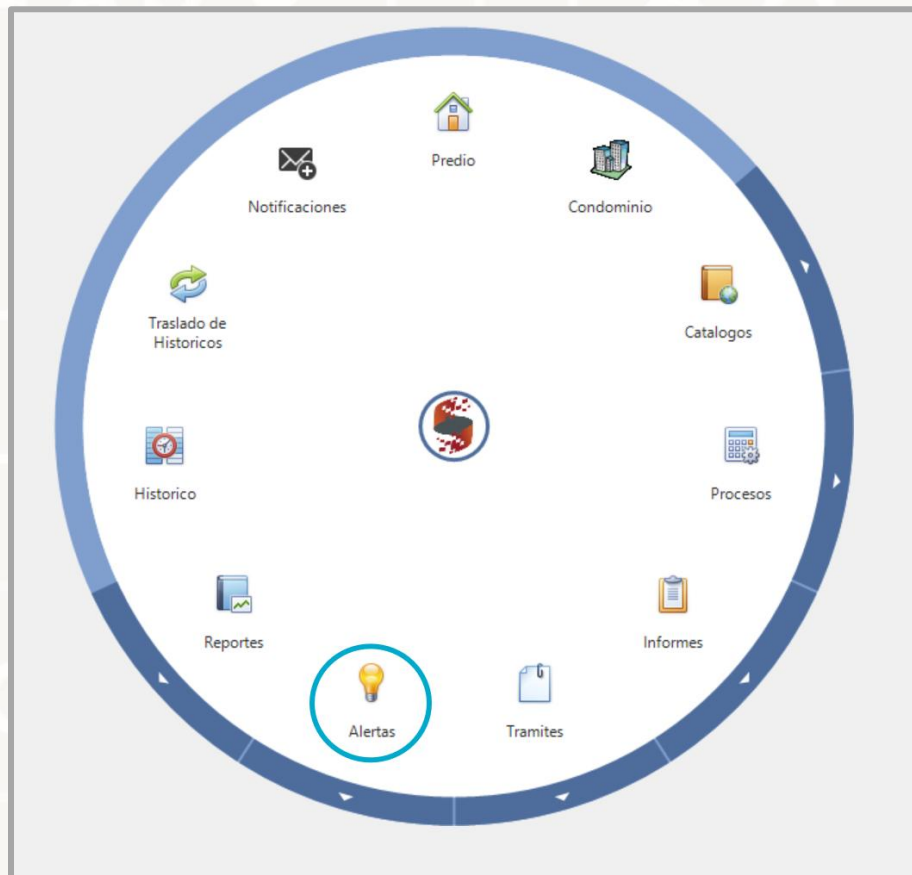 Predio
Notificaciones
Condominio
Traslado de
Historicos
Catalogos
Historico
Procesos
Reportes
Informes
Alertas
Tramites